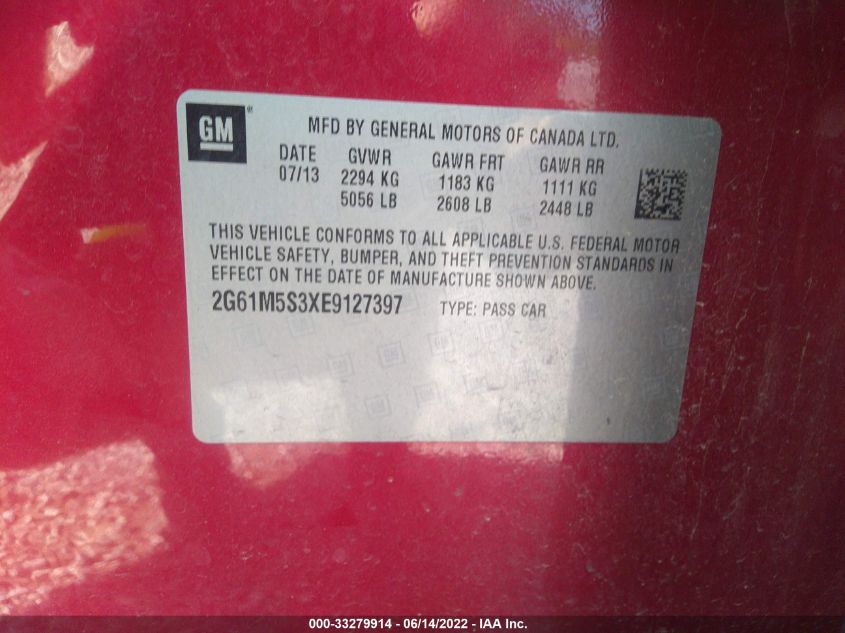 GM®
MFD BY GENERAL MOTORS OF CANADA LTD.
DATE GVWR GAWR FRT GAWR RR
07/13 2294 KG 1183 KG 1111 KG
5056 LB 2608 LB 2448 LB
THIS VEHICLE CONFORMS TO ALL APPLICABLE U.S. FEDERAL MOTOR
VEHICLE SAFETY, BUMPER, AND THEFT PREVENTION STANDARDS IN
EFFECT ON THE DATE OF MANUFACTURE SHOWN ABOVE.
2G61M5S3XE9127397 TYPE: PASS CAR
000-33279914 - 06/14/2022 - IAA Inc.